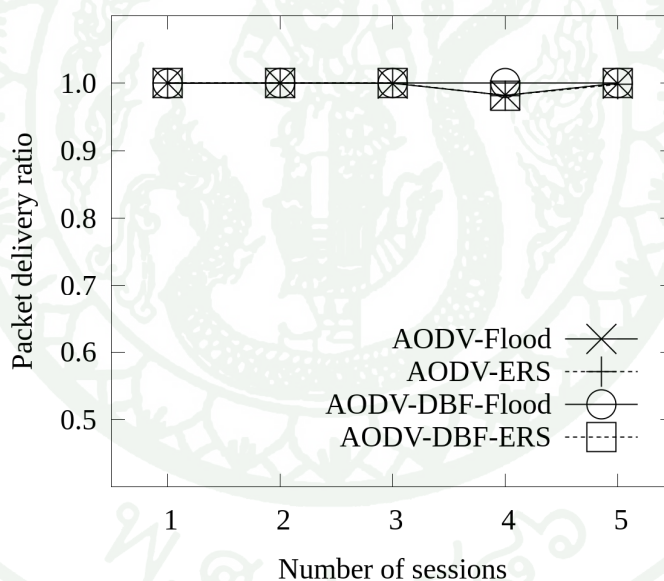 1.0
0.9
0.8
0.7
0.6
0.5
Packet delivery ratio
AODV-Flood
AODV-ERS
AODV-DBF-Flood
AODV-DBF-ERS
1 2 3 4 5
Number of sessions